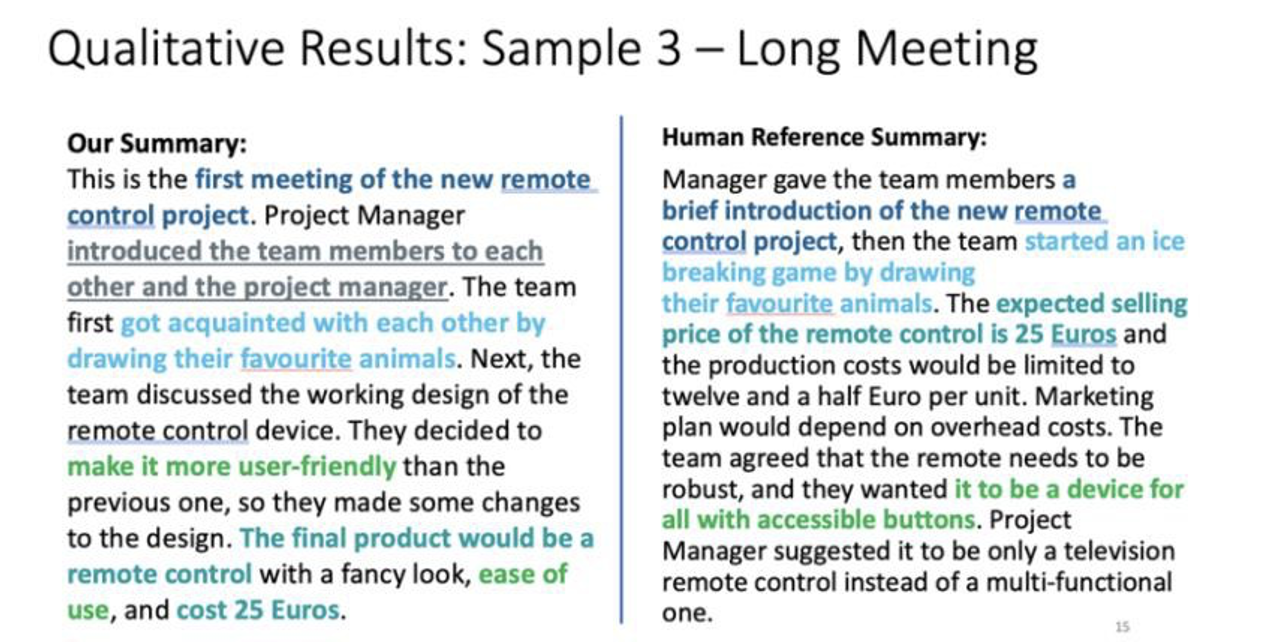 Qualitative Results: Sample 3 – Long Meeting
Our Summary:
This is the first meeting of the new remote
control project. Project Manager
introduced the team members to each
other and the project manager. The team
first got acquainted with each other by
drawing their favourite animals. Next, the
team discussed the working design of the
remote control device. They decided to
make it more user-friendly than the
previous one, so they made some changes
to the design. The final product would be a
remote control with a fancy look, ease of
use, and cost 25 Euros.
Human Reference Summary:
Manager gave the team members a
brief introduction of the new remote
control project, then the team started an ice
breaking game by drawing
their favourite animals. The expected selling
price of the remote control is 25 Euros and
the production costs would be limited to
twelve and a half Euro per unit. Marketing
plan would depend on overhead costs. The
team agreed that the remote needs to be
robust, and they wanted it to be a device for
all with accessible buttons. Project
Manager suggested it to be only a television
remote control instead of a multi-functional
one.
15